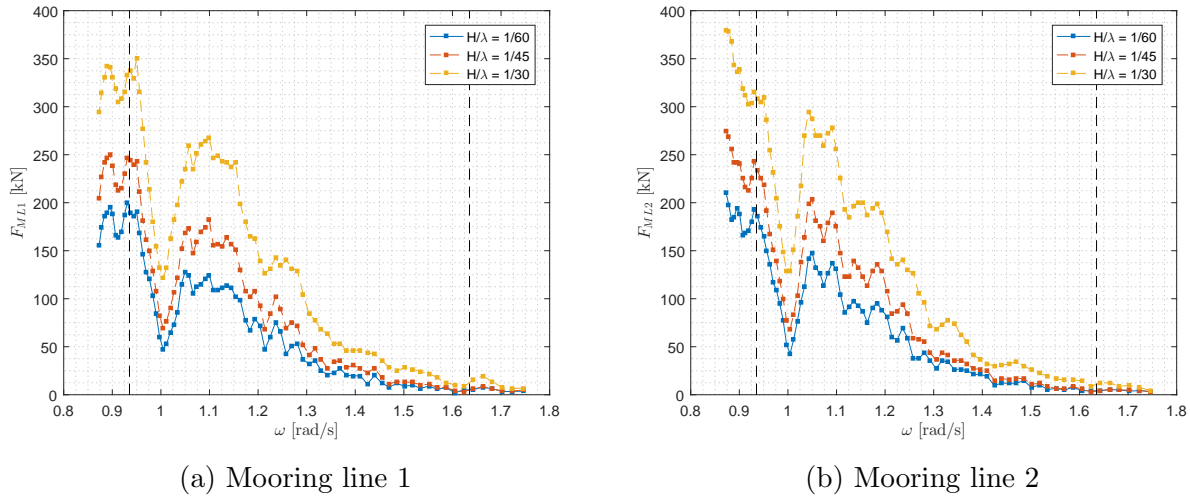 400
350
300
250
200
150
100
50
0
F_ML1 [kN]
0.8 0.9 1 1.1 1.2 1.3 1.4 1.5 1.6 1.7 1.8
ω [rad/s]
H/λ = 1/60
H/λ = 1/45
H/λ = 1/30
(a) Mooring line 1
400
350
300
250
200
150
100
50
0
F_ML2 [kN]
0.8 0.9 1 1.1 1.2 1.3 1.4 1.5 1.6 1.7 1.8
ω [rad/s]
H/λ = 1/60
H/λ = 1/45
H/λ = 1/30
(b) Mooring line 2